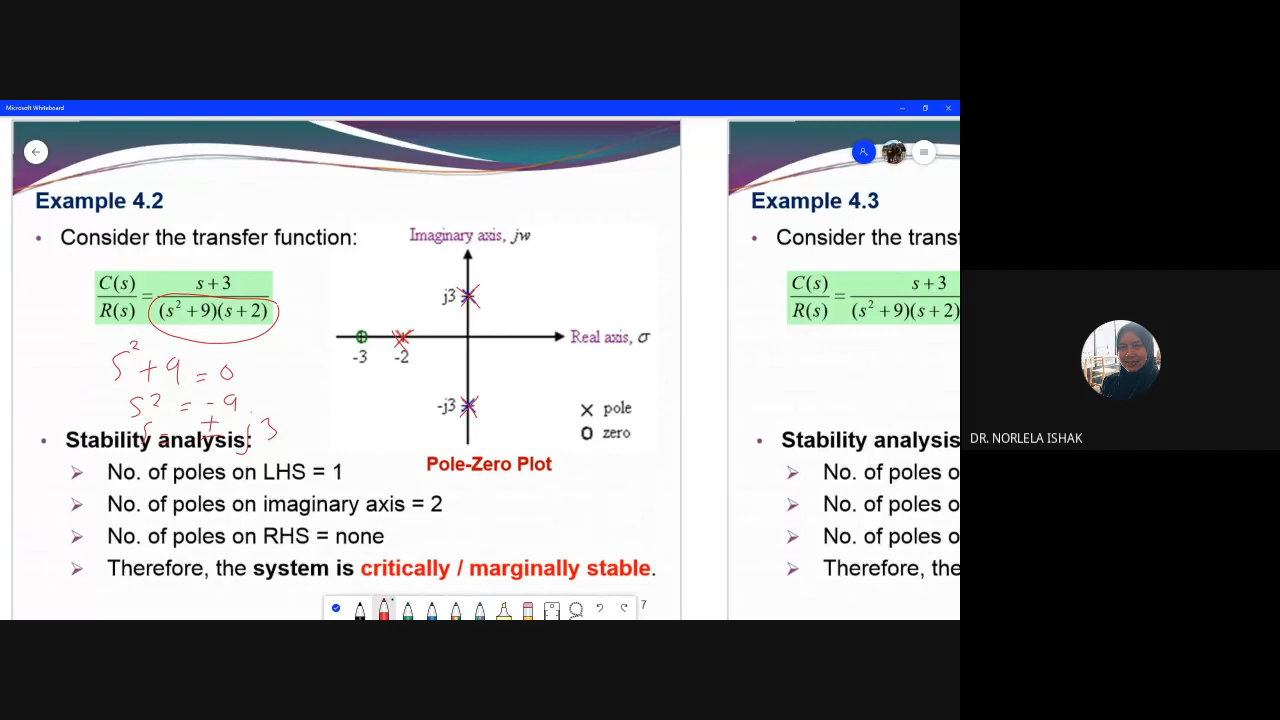 Microsoft Whiteboard
Example 4.2
• Consider the transfer function:
C(s)/R(s) = (s+3)/((s²+9)(s+2))
s² + 9 = 0
s² = -9
s = ± j3
Imaginary axis, jw
j3
Real axis, σ
-3 -2
-j3
× pole
O zero
Pole-Zero Plot
• Stability analysis:
➢ No. of poles on LHS = 1
➢ No. of poles on imaginary axis = 2
➢ No. of poles on RHS = none
➢ Therefore, the system is critically / marginally stable.
7
Example 4.3
• Consider the transf
C(s)/R(s) = (s+3)/((s²+9)(s+2)
• Stability analysis
➢ No. of poles o
➢ No. of poles o
➢ No. of poles o
➢ Therefore, the
DR. NORLELA ISHAK